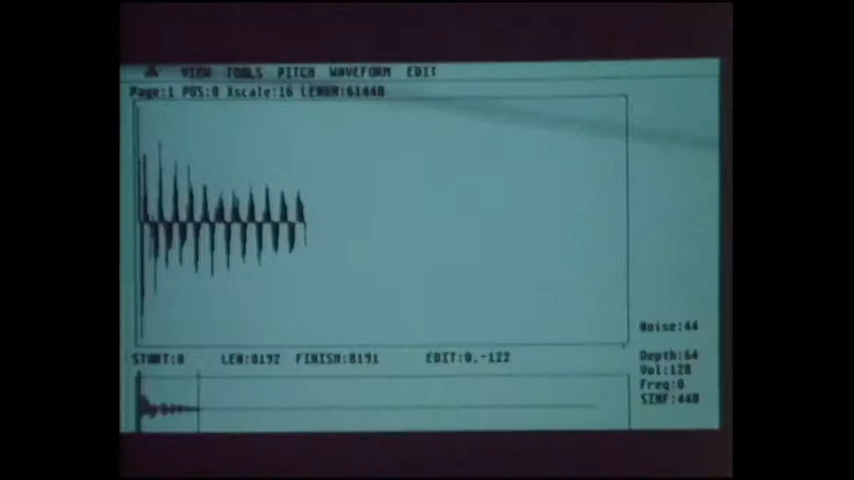 VIEW TOOLS PITCH WAVEFORM EDIT
Page:1 POS:0 Xscale:16 LENGH:61440
Noise:44
START:0 LEN:8192 FINISH:8191 EDIT:0,-122
Depth:64
Vol:128
Freq:0
SINF:440